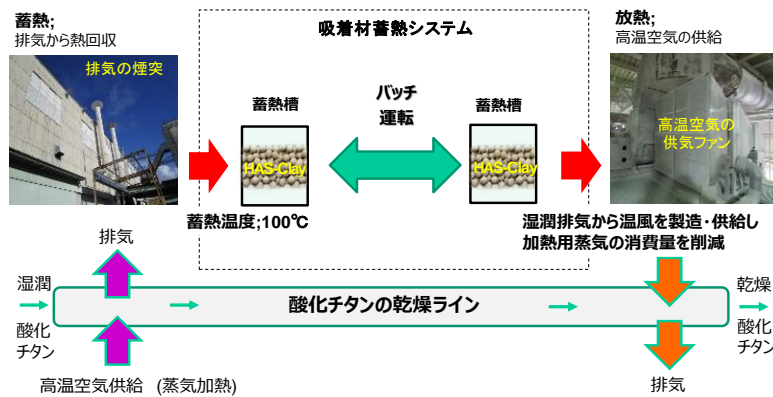 蓄熱;
排気から熱回収
排気の煙突
吸着材蓄熱システム
蓄熱槽
HAS-Clay
バッチ
運転
蓄熱槽
HAS-Clay
蓄熱温度;100℃
放熱;
高温空気の供給
高温空気の
供気ファン
湿潤排気から温風を製造・供給し
加熱用蒸気の消費量を削減
排気
湿潤
酸化
チタン
酸化チタンの乾燥ライン
乾燥
酸化
チタン
高温空気供給 (蒸気加熱)
排気